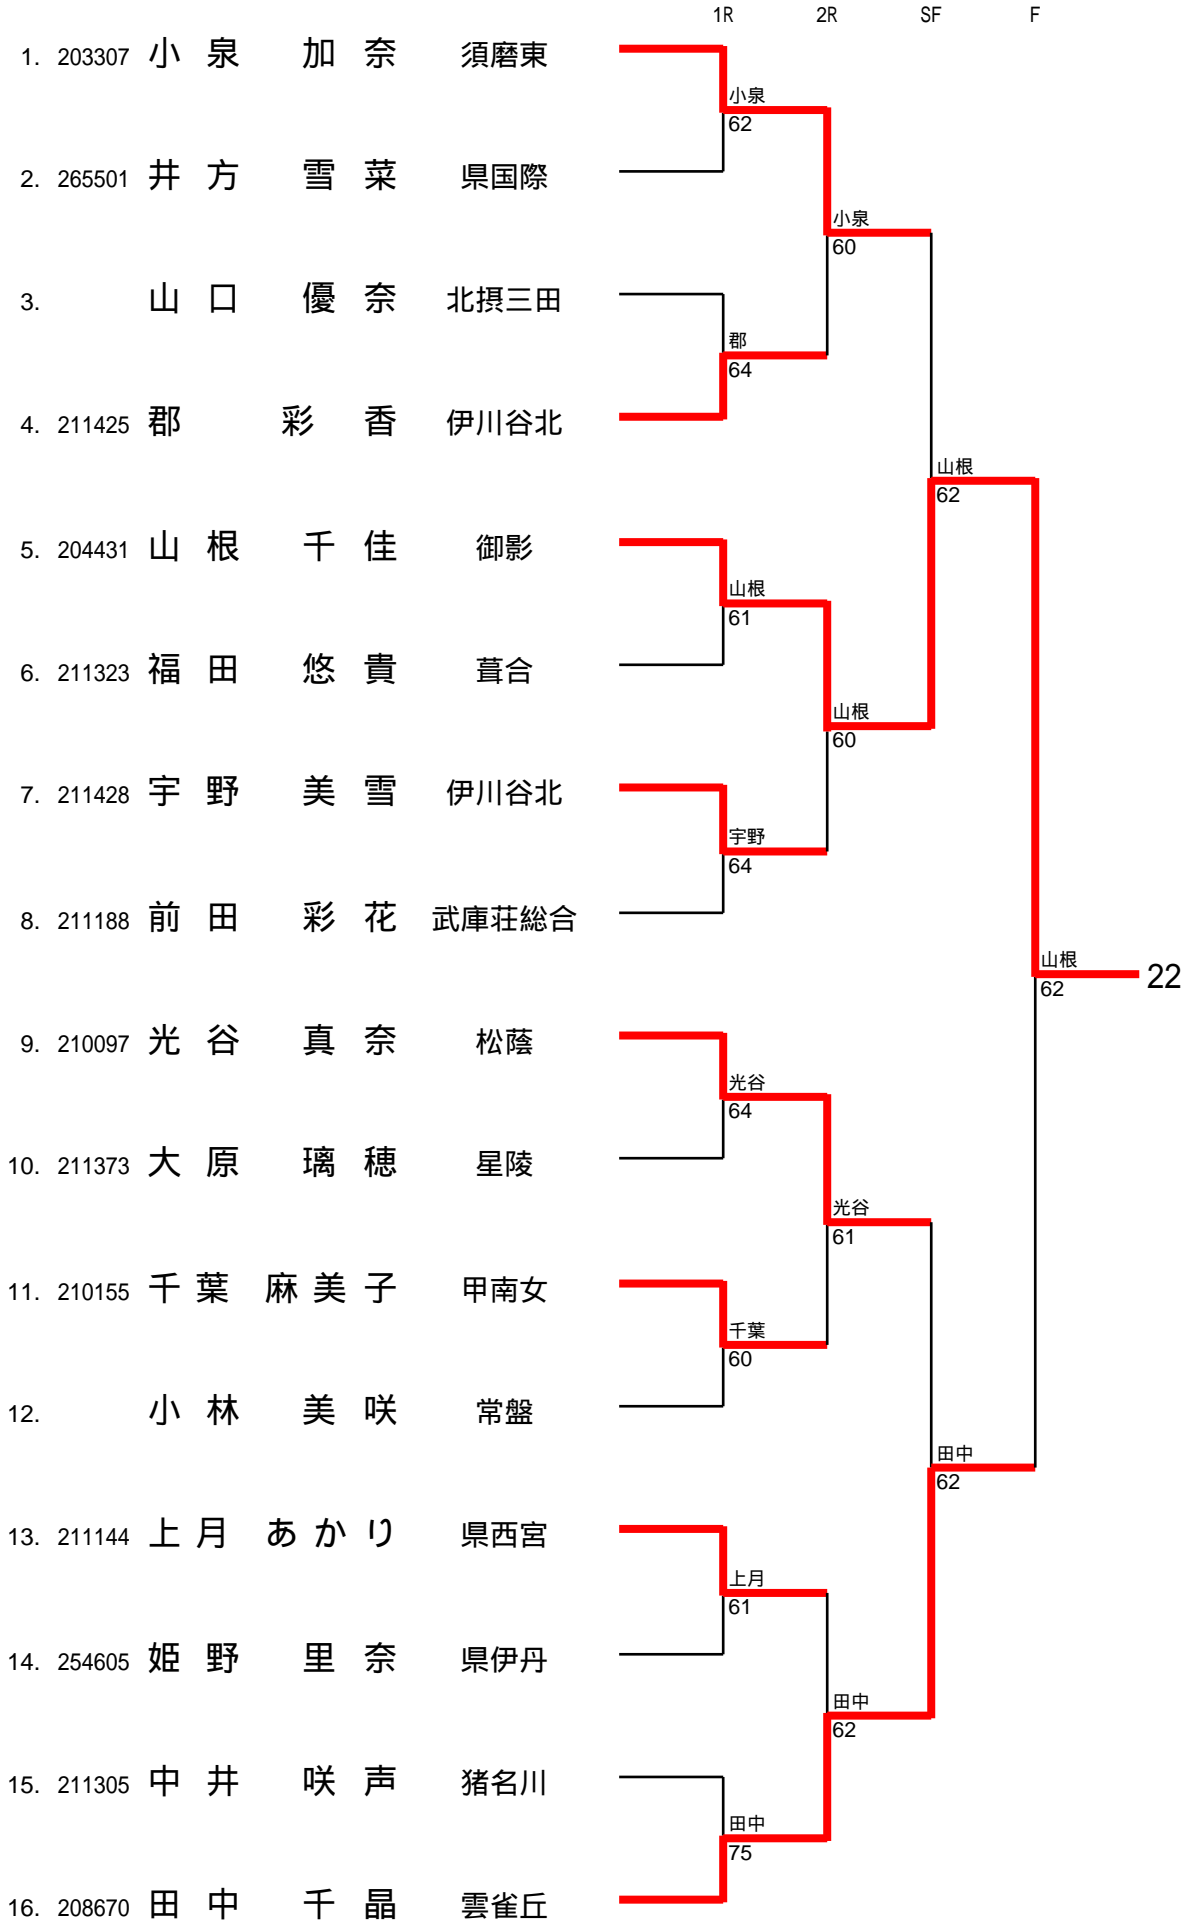 1R 2R SF F
1. 203307 小泉 加奈 須磨東
小泉
62
2. 265501 井方 雪菜 県国際
小泉
60
3. 山口 優奈 北摂三田
郡
64
4. 211425 郡 彩香 伊川谷北
山根
62
5. 204431 山根 千佳 御影
山根
61
6. 211323 福田 悠貴 葺合
山根
60
7. 211428 宇野 美雪 伊川谷北
宇野
64
8. 211188 前田 彩花 武庫荘総合
山根
62
22
9. 210097 光谷 真奈 松蔭
光谷
64
10. 211373 大原 璃穂 星陵
光谷
61
11. 210155 千葉 麻美子 甲南女
千葉
60
12. 小林 美咲 常盤
田中
62
13. 211144 上月 あかり 県西宮
上月
61
14. 254605 姫野 里奈 県伊丹
田中
62
15. 211305 中井 咲声 猪名川
田中
75
16. 208670 田中 千晶 雲雀丘